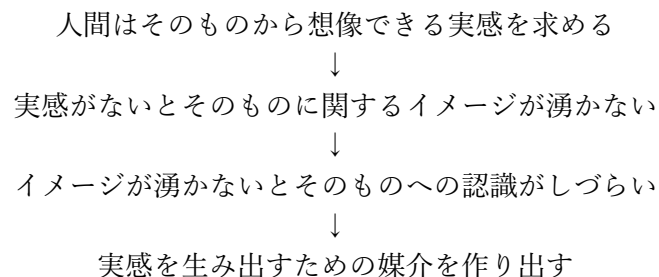 人間はそのものから想像できる実感を求める
↓
実感がないとそのものに関するイメージが湧かない
↓
イメージが湧かないとそのものへの認識がしづらい
↓
実感を生み出すための媒介を作り出す